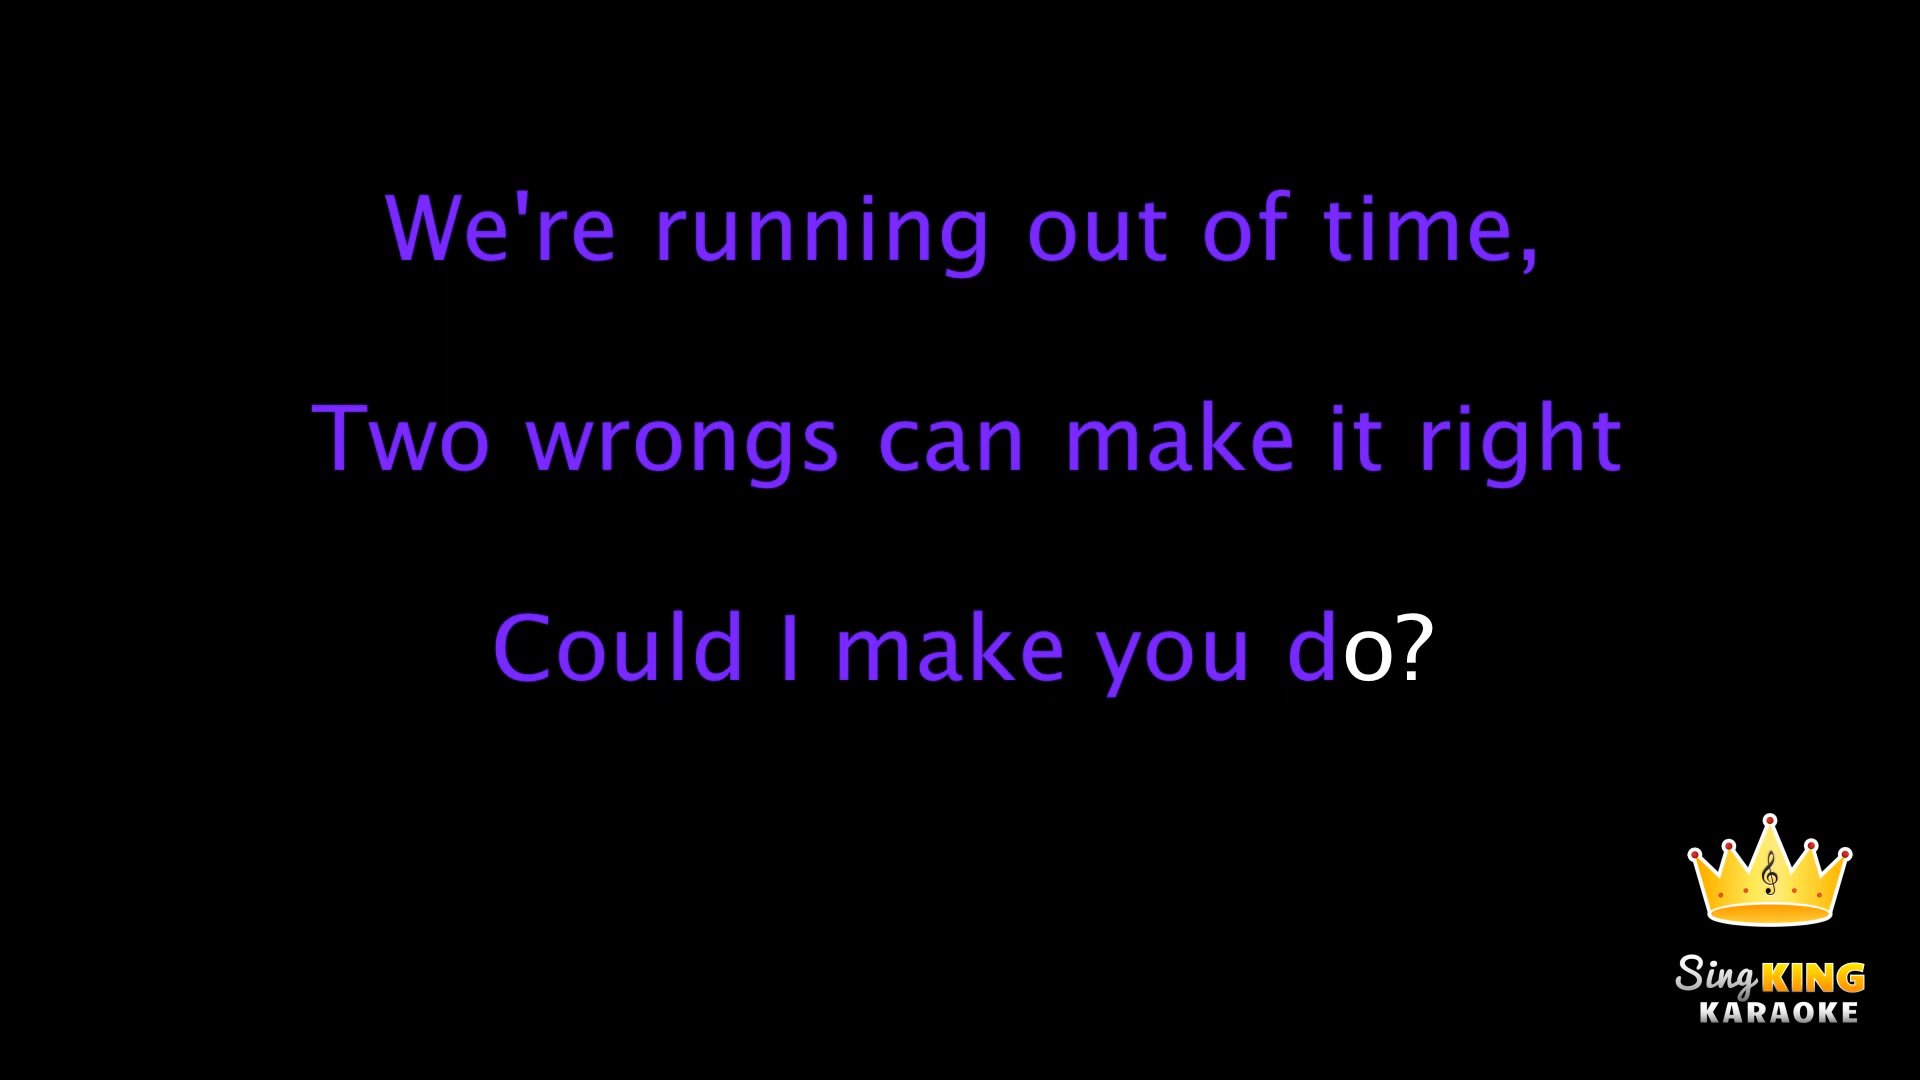 We're running out of time,
Two wrongs can make it right
Could I make you do?
Sing KING
KARAOKE